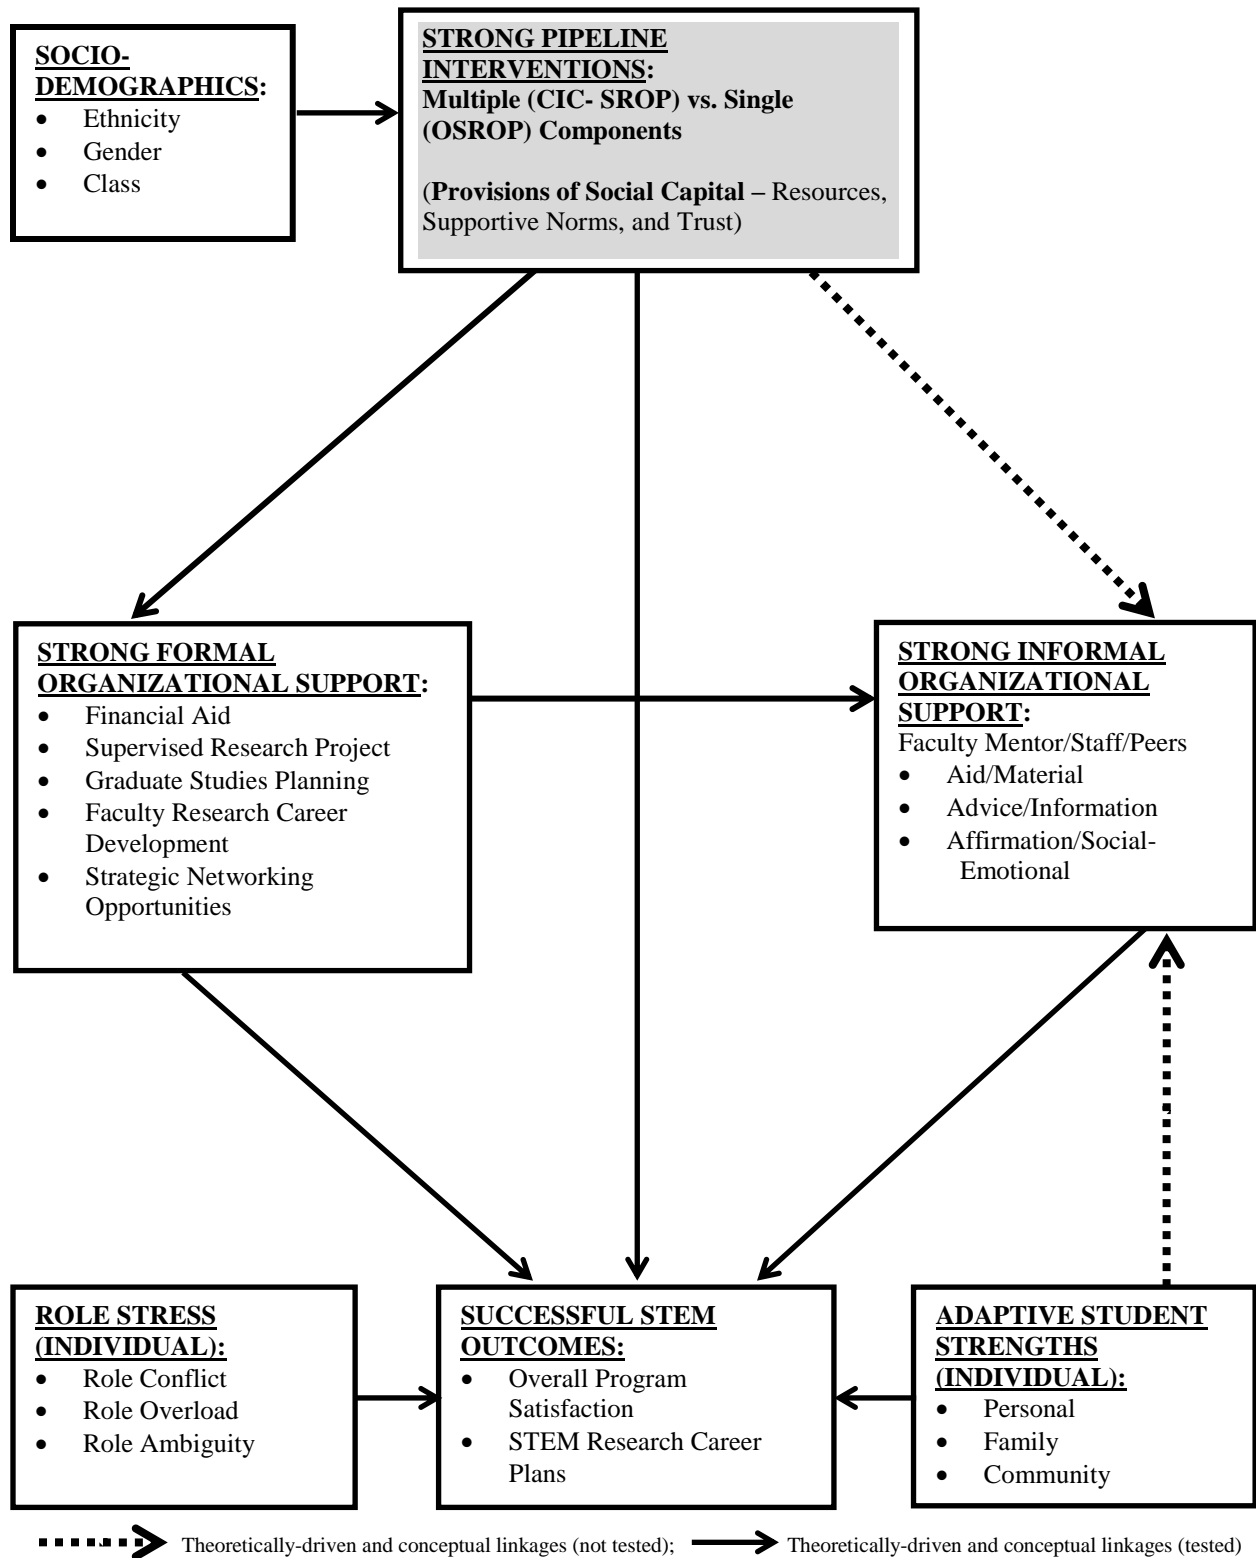 SOCIO-
DEMOGRAPHICS:
• Ethnicity
• Gender
• Class
STRONG PIPELINE
INTERVENTIONS:
Multiple (CIC- SROP) vs. Single
(OSROP) Components
(Provisions of Social Capital – Resources,
Supportive Norms, and Trust)
STRONG FORMAL
ORGANIZATIONAL SUPPORT:
• Financial Aid
• Supervised Research Project
• Graduate Studies Planning
• Faculty Research Career
Development
• Strategic Networking
Opportunities
STRONG INFORMAL
ORGANIZATIONAL
SUPPORT:
Faculty Mentor/Staff/Peers
• Aid/Material
• Advice/Information
• Affirmation/Social-
Emotional
ROLE STRESS
(INDIVIDUAL):
• Role Conflict
• Role Overload
• Role Ambiguity
SUCCESSFUL STEM
OUTCOMES:
• Overall Program
Satisfaction
• STEM Research Career
Plans
ADAPTIVE STUDENT
STRENGTHS
(INDIVIDUAL):
• Personal
• Family
• Community
Theoretically-driven and conceptual linkages (not tested); Theoretically-driven and conceptual linkages (tested)